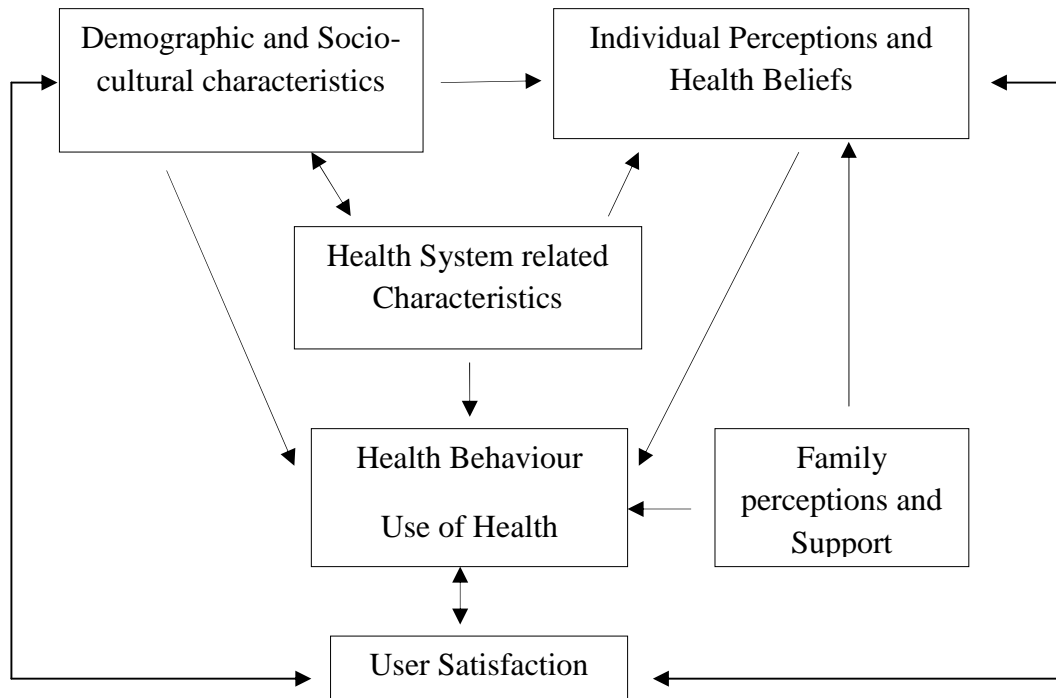 Demographic and Socio-
cultural characteristics
Individual Perceptions and
Health Beliefs
Health System related
Characteristics
Health Behaviour
Use of Health
Family
perceptions and
Support
User Satisfaction